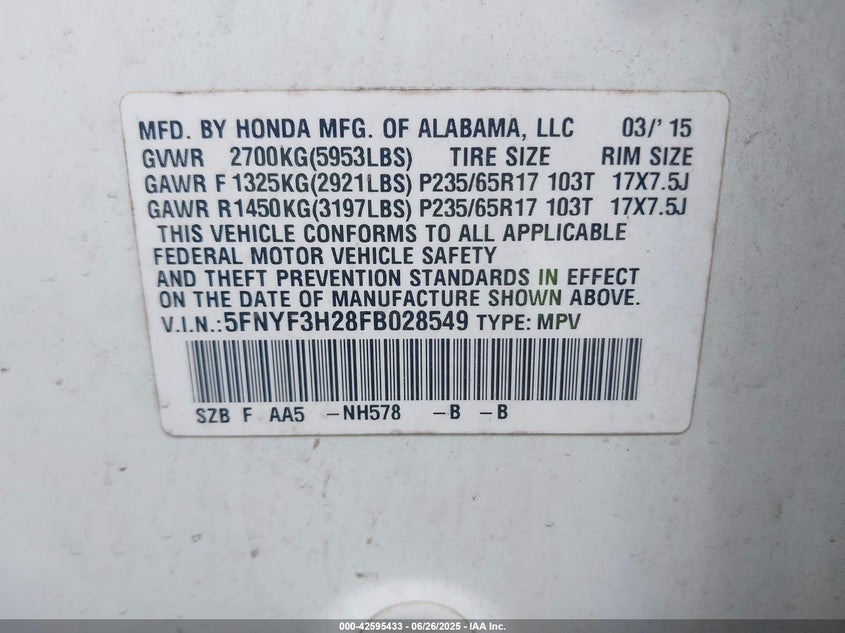 MFD. BY HONDA MFG. OF ALABAMA, LLC 03/' 15
GVWR 2700KG(5953LBS) TIRE SIZE RIM SIZE
GAWR F 1325KG(2921LBS) P235/65R17 103T 17X7.5J
GAWR R1450KG(3197LBS) P235/65R17 103T 17X7.5J
THIS VEHICLE CONFORMS TO ALL APPLICABLE
FEDERAL MOTOR VEHICLE SAFETY
AND THEFT PREVENTION STANDARDS IN EFFECT
ON THE DATE OF MANUFACTURE SHOWN ABOVE.
V.I.N.:5FNYF3H28FB028549 TYPE: MPV
SZB F AA5 -NH578 -B -B
000-42595433 - 06/26/2025 - IAA Inc.